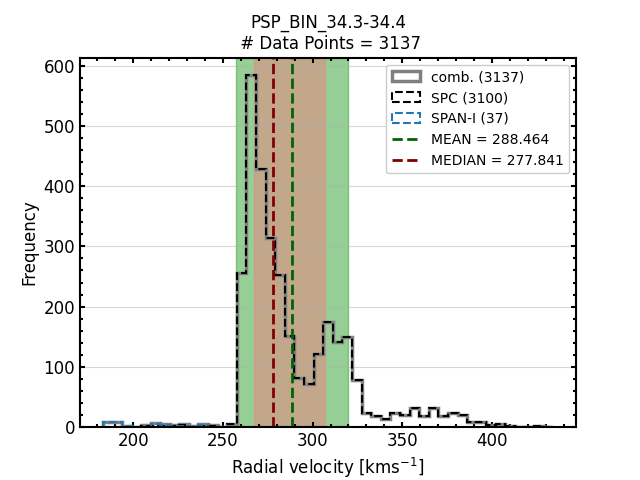 PSP_BIN_34.3-34.4
# Data Points = 3137
comb. (3137)
SPC (3100)
SPAN-I (37)
MEAN = 288.464
MEDIAN = 277.841
Frequency
600
500
400
300
200
100
0
200 250 300 350 400
Radial velocity [kms⁻¹]